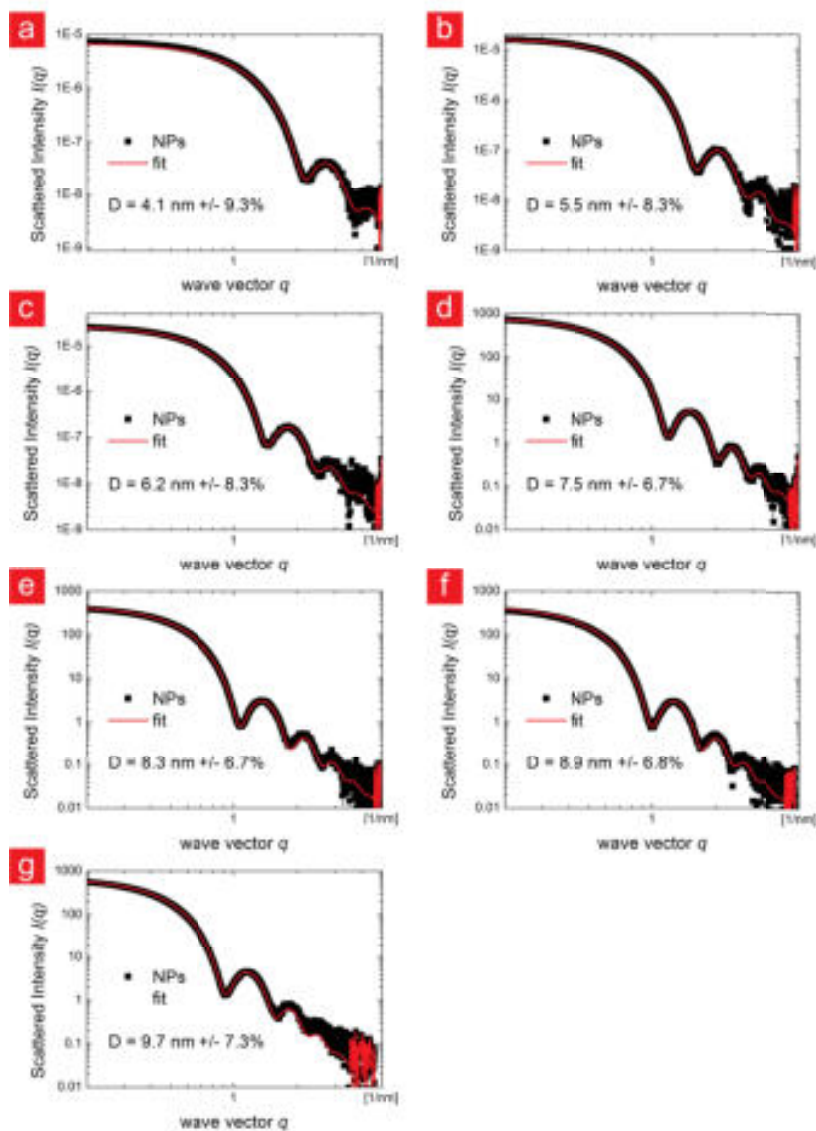 a
Scattered Intensity I(q)
1E-5
1E-6
1E-7
1E-8
1E-9
NPs
fit
D = 4.1 nm +/- 9.3%
1
[1/nm]
wave vector q
b
Scattered Intensity I(q)
1E-5
1E-6
1E-7
1E-8
1E-9
NPs
fit
D = 5.5 nm +/- 8.3%
1
[1/nm]
wave vector q
c
Scattered Intensity I(q)
1E-5
1E-6
1E-7
1E-8
1E-9
NPs
fit
D = 6.2 nm +/- 8.3%
1
[1/nm]
wave vector q
d
Scattered Intensity I(q)
1000
100
10
1
0.1
0.01
NPs
fit
D = 7.5 nm +/- 6.7%
1
[1/nm]
wave vector q
e
Scattered Intensity I(q)
1000
100
10
1
0.1
0.01
NPs
fit
D = 8.3 nm +/- 6.7%
1
[1/nm]
wave vector q
f
Scattered Intensity I(q)
1000
100
10
1
0.1
0.01
NPs
fit
D = 8.9 nm +/- 6.8%
1
[1/nm]
wave vector q
g
Scattered Intensity I(q)
1000
100
10
1
0.1
0.01
NPs
fit
D = 9.7 nm +/- 7.3%
1
[1/nm]
wave vector q